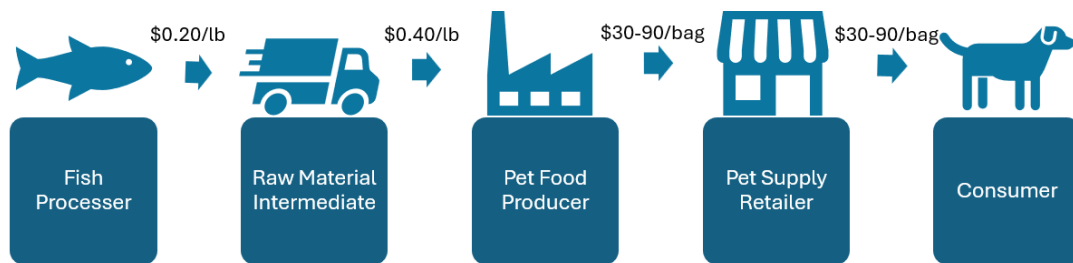 $0.20/lb
$0.40/lb
$30-90/bag
$30-90/bag
Fish
Processer
Raw Material
Intermediate
Pet Food
Producer
Pet Supply
Retailer
Consumer